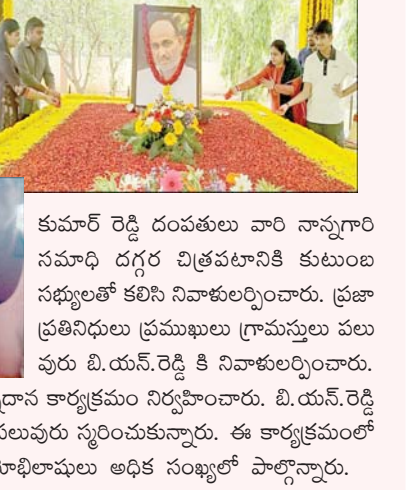 కుమార్ రెడ్డి దంపతులు వారి నాన్నగారి
సమాధి దగ్గర చిత్రపటానికి కుటుంబ
సభ్యులతో కలిసి నివాళులర్పించారు. ప్రజా
ప్రతినిధులు ప్రముఖులు గ్రామస్తులు పలు
వురు బి.యన్.రెడ్డి కి నివాళులర్పించారు.
కార్యక్రమం నిర్వహించారు. బి.యన్.రెడ్డి
స్మరించుకున్నారు. ఈ కార్యక్రమంలో
అధిక సంఖ్యలో పాల్గొన్నారు.